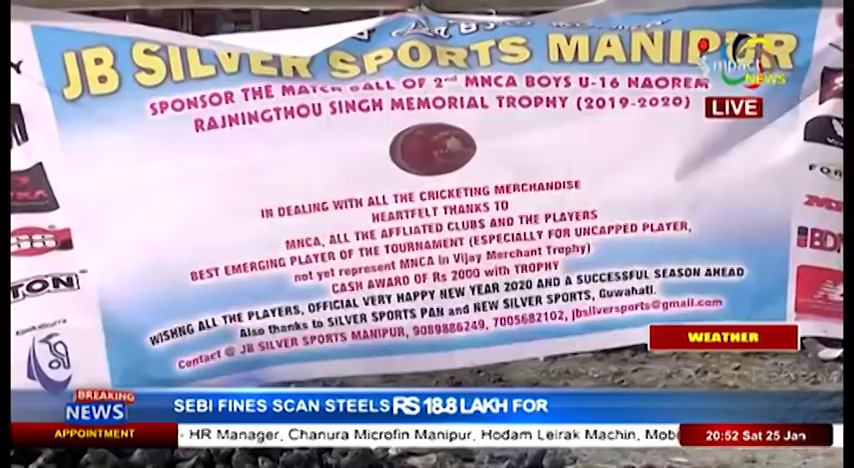 JB SILVER SPORTS MANIPUR
SPONSOR THE MATCH BALL OF 2nd MNCA BOYS U-16 NAOREM
RAJNINGTHOU SINGH MEMORIAL TROPHY (2019-2020)
impact
NEWS
LIVE
IN DEALING WITH ALL THE CRICKETING MERCHANDISE
HEARTFELT THANKS TO
MNCA, ALL THE AFFLIATED CLUBS AND THE PLAYERS
BEST EMERGING PLAYER OF THE TOURNAMENT (ESPECIALLY FOR UNCAPPED PLAYER,
not yet represent MNCA in Vijay Merchant Trophy)
CASH AWARD OF Rs 2000 with TROPHY
WISHNG ALL THE PLAYERS, OFFICIAL VERY HAPPY NEW YEAR 2020 AND A SUCCESSFUL SEASON AHEAD
Also thanks to SILVER SPORTS PAN and NEW SILVER SPORTS, Guwahati.
Contact @ JB SILVER SPORTS MANIPUR, 9089886249, 7005682102, jbsilversports@gmail.com
SS
TON
BDM
WEATHER
BREAKING
NEWS
SEBI FINES SCAN STEELS RS 18.8 LAKH FOR
APPOINTMENT
- HR Manager, Chanura Microfin Manipur, Hodam Leirak Machin, Mob
20:52 Sat 25 Jan